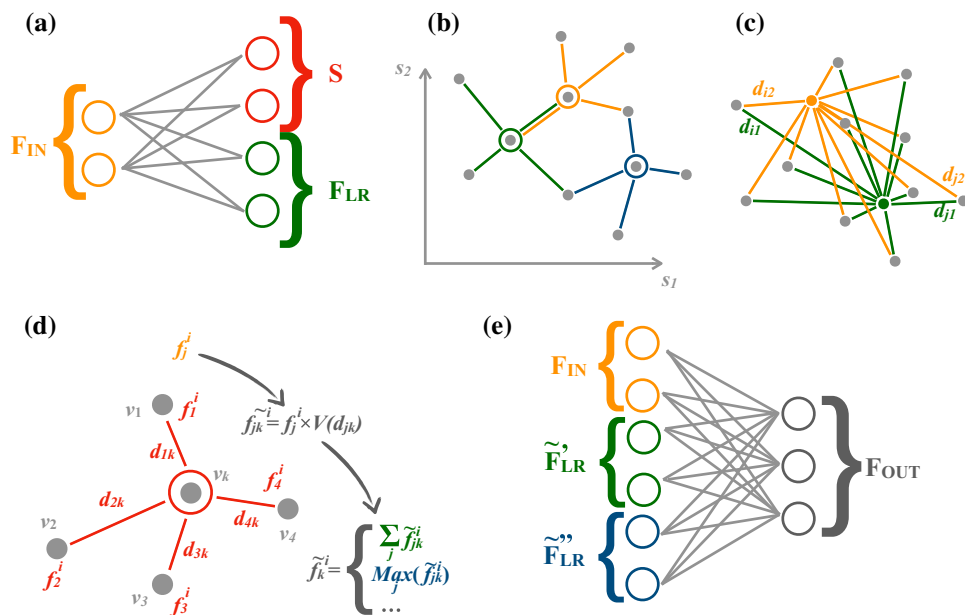 (a)
F_IN
S
F_LR
(b)
s_2
s_1
(c)
d_i2
d_i1
d_j2
d_j1
(d)
f_j^i
v_1
f_1^i
f̃_jk^i = f_j^i × V(d_jk)
d_1k
v_k
f_4^i
d_2k
d_4k
v_2
v_4
d_3k
f_2^i
v_3
f_3^i
f̃_k^i = {
∑_j f̃_jk^i
Max_j(f̃_jk^i)
...
(e)
F_IN
F̃_LR'
F_OUT
F̃_LR''